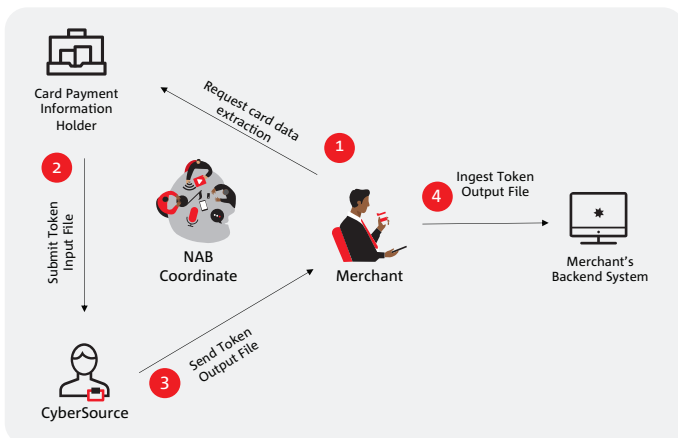 Card Payment
Information
Holder
Request card data
extraction
1
2
Submit Token
Input File
NAB
Coordinate
Merchant
4
Ingest Token
Output File
Merchant's
Backend System
Send Token
Output File
3
CyberSource